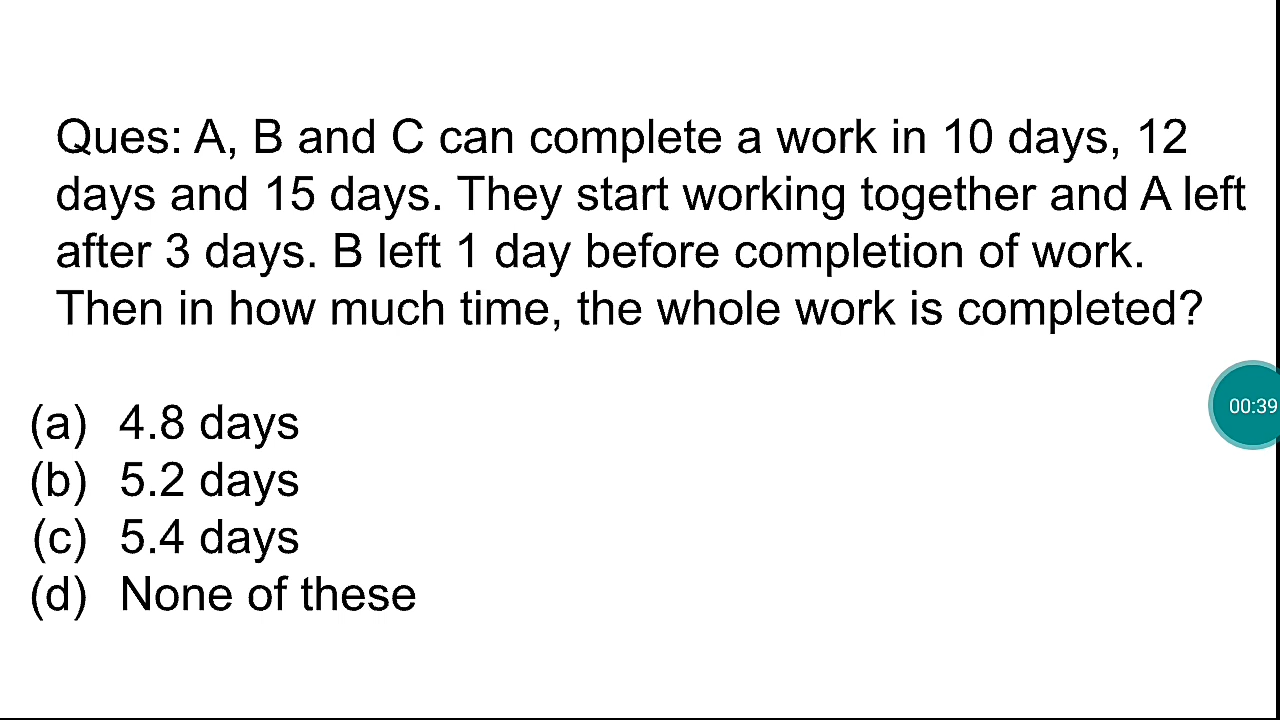 Ques: A, B and C can complete a work in 10 days, 12
days and 15 days. They start working together and A left
after 3 days. B left 1 day before completion of work.
Then in how much time, the whole work is completed?
00:39
(a) 4.8 days
(b) 5.2 days
(c) 5.4 days
(d) None of these